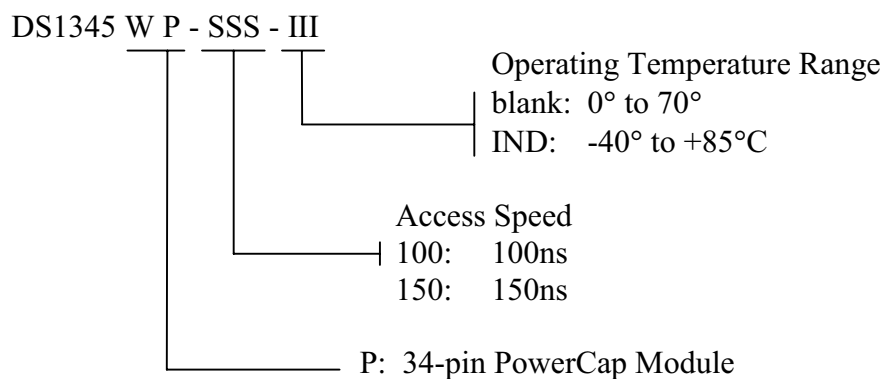 DS1345 W P - SSS - III
Operating Temperature Range
blank: 0° to 70°
IND: -40° to +85°C
Access Speed
100: 100ns
150: 150ns
P: 34-pin PowerCap Module